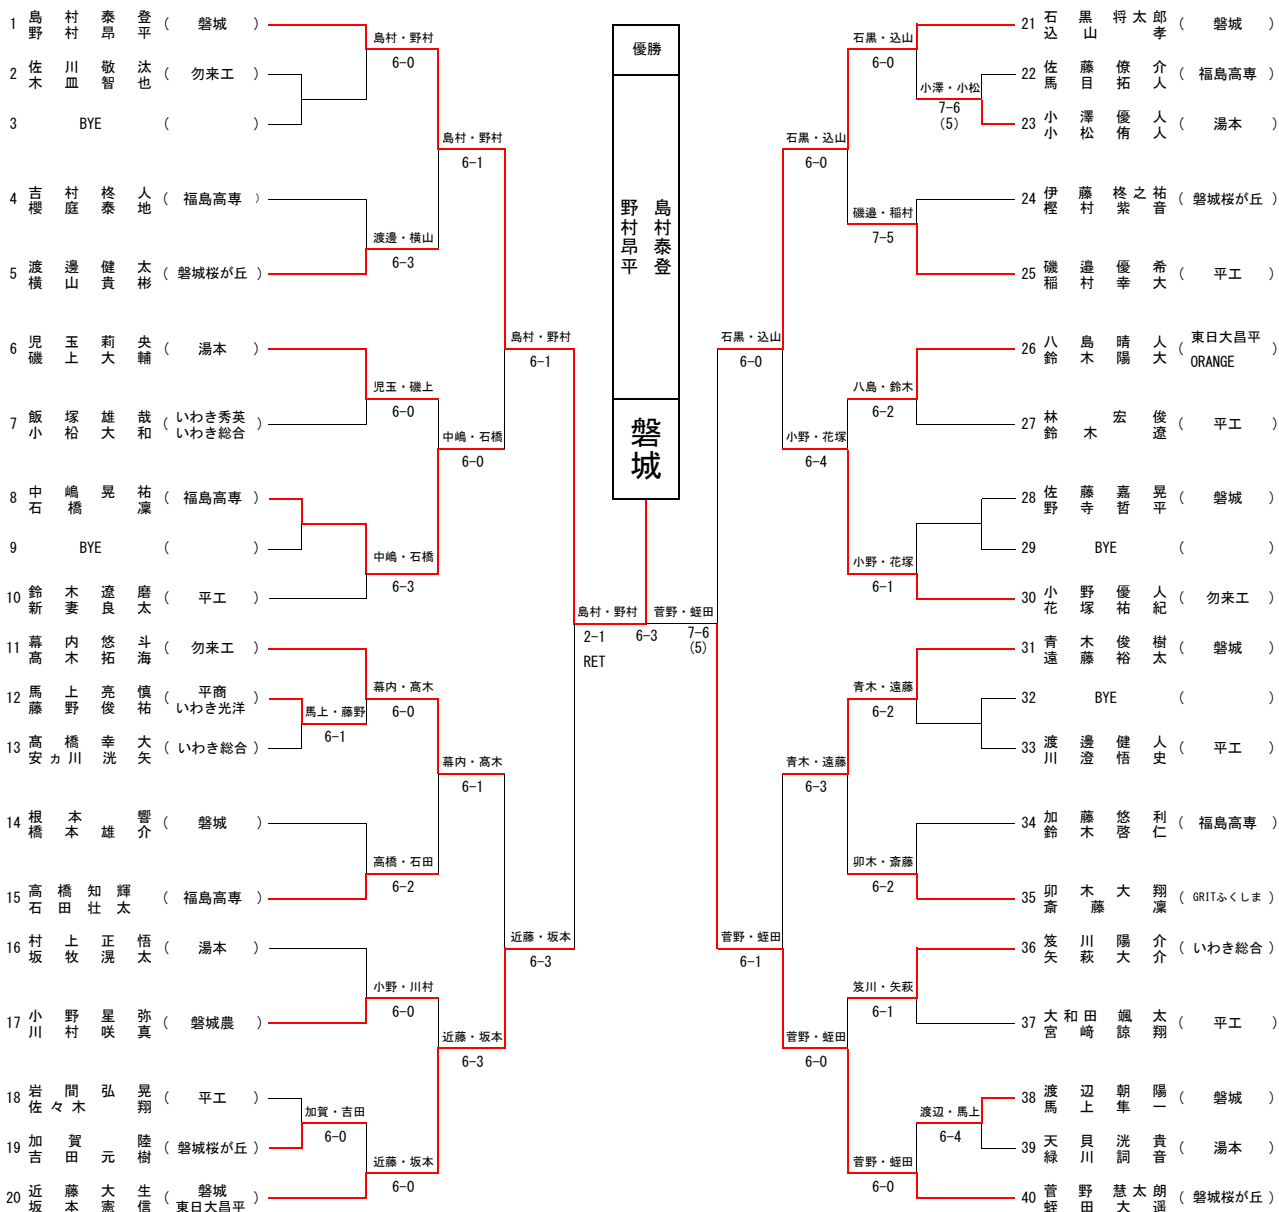 1 島村泰登 野村昂平 （ 磐城 ）
2 佐川敬汰 木皿智也 （ 勿来工 ）
3 BYE （ ）
4 吉村柊人 櫻庭泰地 （ 福島高専 ）
5 渡邊健太 横山貴彬 （ 磐城桜が丘 ）
6 児玉莉央 磯上大輔 （ 湯本 ）
7 飯塚雄哉 小松大和 （ いわき秀英 いわき総合 ）
8 中嶋晃祐 石橋凜 （ 福島高専 ）
9 BYE （ ）
10 鈴木遼磨 新妻良太 （ 平工 ）
11 幕内悠斗 髙木拓海 （ 勿来工 ）
12 馬上亮慎 藤野俊祐 （ 平商 いわき光洋 ）
13 髙橋幸大 安ヵ川洸矢 （ いわき総合 ）
14 根本響 橋本雄介 （ 磐城 ）
15 高橋知輝 石田壮太 （ 福島高専 ）
16 村上正悟 坂牧滉太 （ 湯本 ）
17 小野星弥 川村咲真 （ 磐城農 ）
18 岩間弘晃 佐々木翔 （ 平工 ）
19 加賀陸 吉田元樹 （ 磐城桜が丘 ）
20 近藤大生 坂本憲信 （ 磐城 東日大昌平 ）
島村・野村
6-0
渡邊・横山
6-3
児玉・磯上
6-0
中嶋・石橋
6-3
馬上・藤野
6-1
幕内・髙木
6-0
高橋・石田
6-2
小野・川村
6-0
加賀・吉田
6-0
近藤・坂本
6-0
島村・野村
6-1
中嶋・石橋
6-0
幕内・髙木
6-1
近藤・坂本
6-3
島村・野村
6-1
近藤・坂本
6-3
島村・野村
2-1
RET
優勝
島村泰登
野村昂平
磐城
6-3
菅野・蛭田
7-6
(5)
石黒・込山
6-0
菅野・蛭田
6-1
石黒・込山
6-0
小野・花塚
6-4
青木・遠藤
6-3
菅野・蛭田
6-0
石黒・込山
6-0
小澤・小松
7-6
(5)
磯邉・稲村
7-5
八島・鈴木
6-2
小野・花塚
6-1
青木・遠藤
6-2
卯木・斎藤
6-2
笈川・矢萩
6-1
渡辺・馬上
6-4
菅野・蛭田
6-0
21 石黒将太郎 込山孝 （ 磐城 ）
22 佐藤僚介 馬目拓人 （ 福島高専 ）
23 小澤優人 小松侑人 （ 湯本 ）
24 伊藤柊之祐 樫村紫音 （ 磐城桜が丘 ）
25 磯邉優希 稲村幸大 （ 平工 ）
26 八島晴人 鈴木陽大 （ 東日大昌平 ORANGE ）
27 林宏俊 鈴木遼 （ 平工 ）
28 佐藤嘉晃 野寺哲平 （ 磐城 ）
29 BYE （ ）
30 小野優人 花塚祐紀 （ 勿来工 ）
31 青木俊樹 遠藤裕太 （ 磐城 ）
32 BYE （ ）
33 渡邊健人 川澄悟史 （ 平工 ）
34 加藤悠利 鈴木啓仁 （ 福島高専 ）
35 卯木大翔 斎藤凜 （ GRITふくしま ）
36 笈川陽介 矢萩大介 （ いわき総合 ）
37 大和田颯太 宮﨑諒翔 （ 平工 ）
38 渡辺朝陽 馬上隼一 （ 磐城 ）
39 天貝洸貴 緑川詞音 （ 湯本 ）
40 菅野慧太朗 蛭田大遥 （ 磐城桜が丘 ）